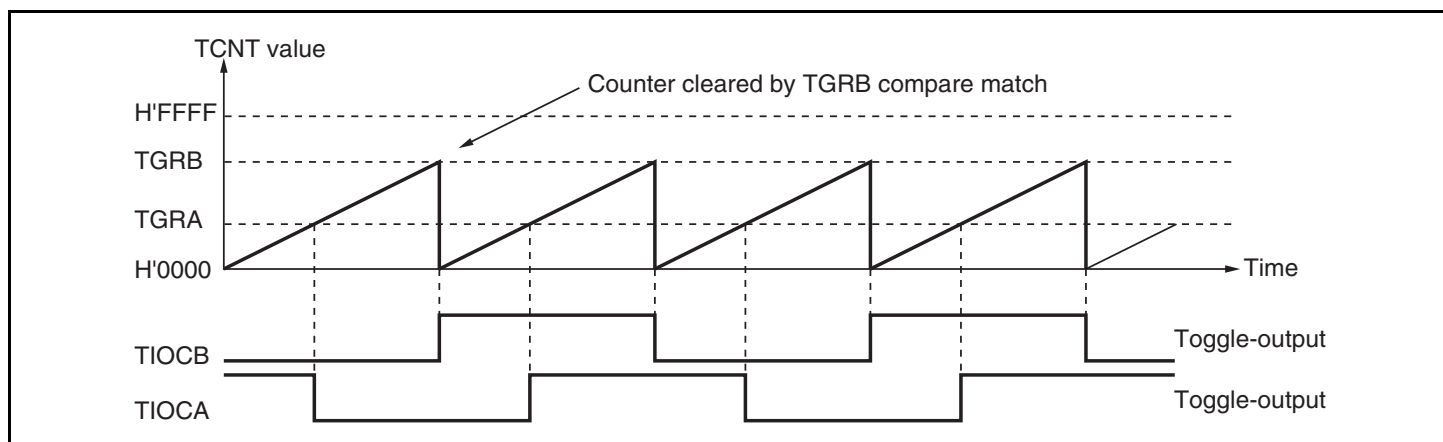 TCNT value
Counter cleared by TGRB compare match
H'FFFF
TGRB
TGRA
H'0000
Time
TIOCB
Toggle-output
TIOCA
Toggle-output